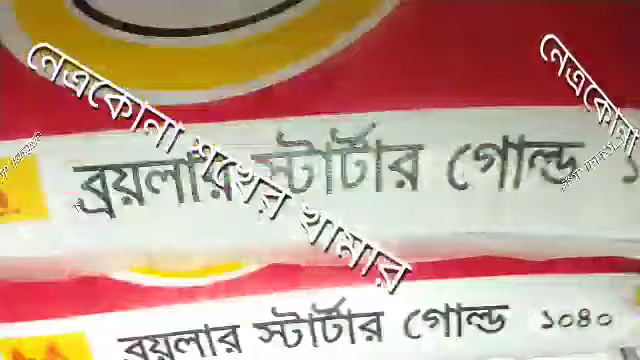 নেত্রকোনা শখের খামার
নেত্রকোনা
ব্রয়লার স্টার্টার গোল্ড ১
ব্রয়লার স্টার্টার গোল্ড ১০৪০